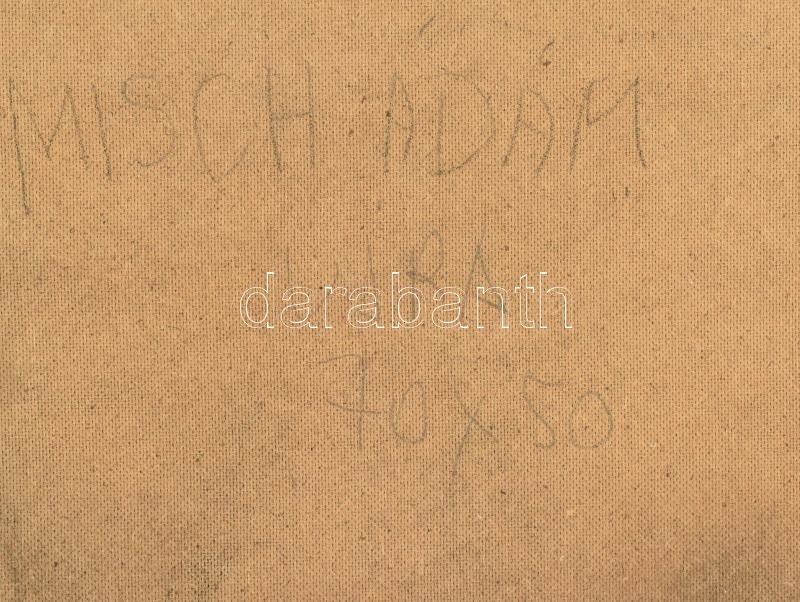 MISCH ÁDÁM
darabanth
70x50